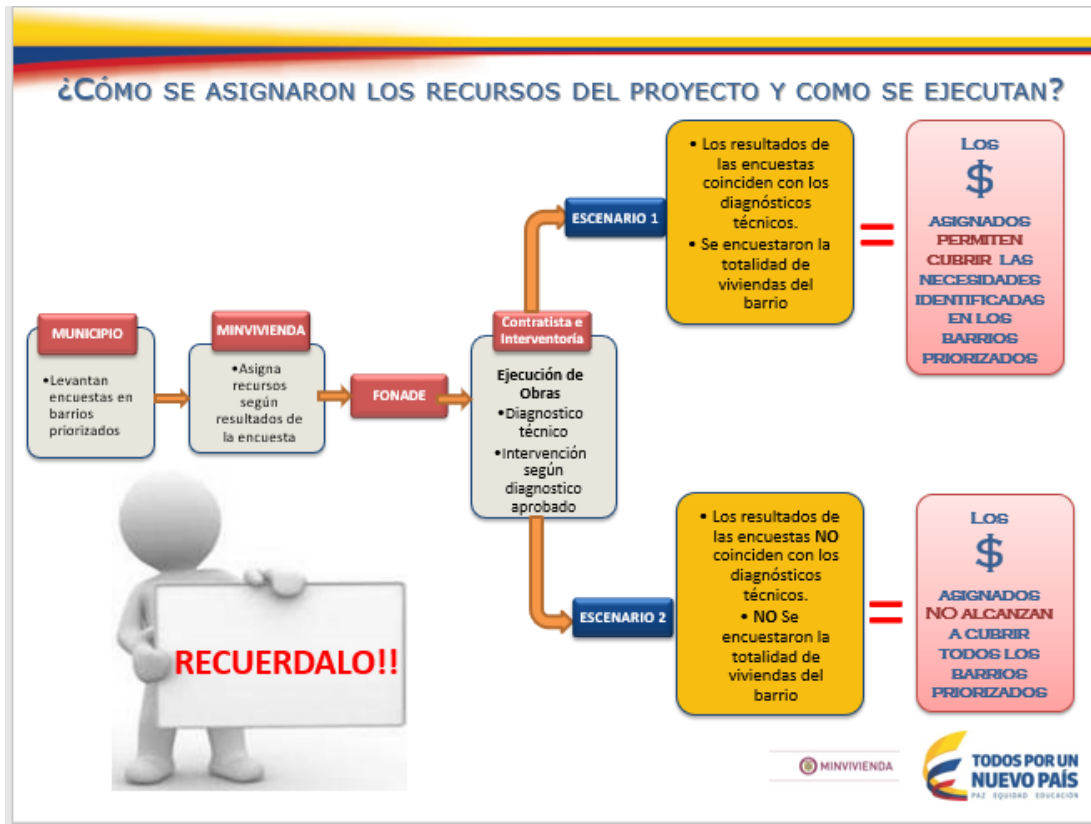 ¿CÓMO SE ASIGNARON LOS RECURSOS DEL PROYECTO Y COMO SE EJECUTAN?
MUNICIPIO
•Levantan
encuestas en
barrios
priorizados
MINVIVIENDA
•Asigna
recursos
según
resultados de
la encuesta
FONADE
Contratista e
Interventoría
Ejecución de
Obras
•Diagnostico
técnico
•Intervención
según
diagnostico
aprobado
ESCENARIO 1
• Los resultados de
las encuestas
coinciden con los
diagnósticos
técnicos.
• Se encuestaron la
totalidad de
viviendas del
barrio
=
LOS
$
ASIGNADOS
PERMITEN
CUBRIR LAS
NECESIDADES
IDENTIFICADAS
EN LOS
BARRIOS
PRIORIZADOS
ESCENARIO 2
• Los resultados de
las encuestas NO
coinciden con los
diagnósticos
técnicos.
• NO Se
encuestaron la
totalidad de
viviendas del
barrio
=
LOS
$
ASIGNADOS
NO ALCANZAN
A CUBRIR
TODOS LOS
BARRIOS
PRIORIZADOS
RECUERDALO!!
MINVIVIENDA
TODOS POR UN
NUEVO PAÍS
PAZ EQUIDAD EDUCACIÓN